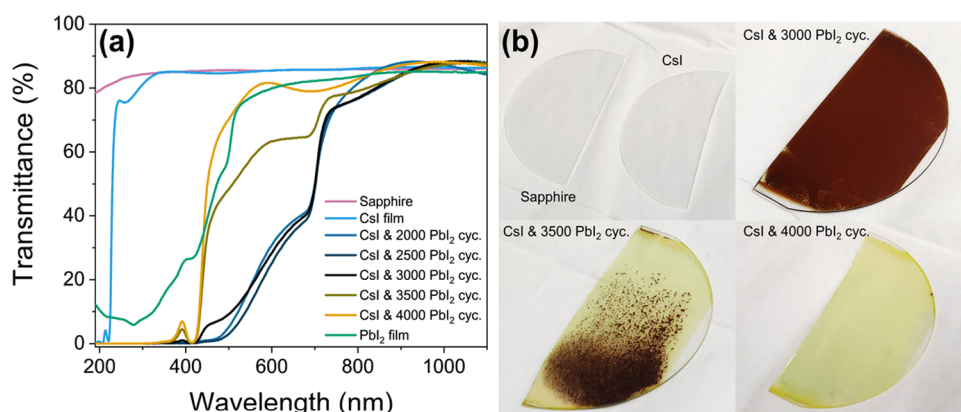 (a)
100
80
60
40
20
0
Transmittance (%)
200 400 600 800 1000
Wavelength (nm)
Sapphire
CsI film
CsI & 2000 PbI₂ cyc.
CsI & 2500 PbI₂ cyc.
CsI & 3000 PbI₂ cyc.
CsI & 3500 PbI₂ cyc.
CsI & 4000 PbI₂ cyc.
PbI₂ film
(b)
CsI
Sapphire
CsI & 3000 PbI₂ cyc.
CsI & 3500 PbI₂ cyc.
CsI & 4000 PbI₂ cyc.